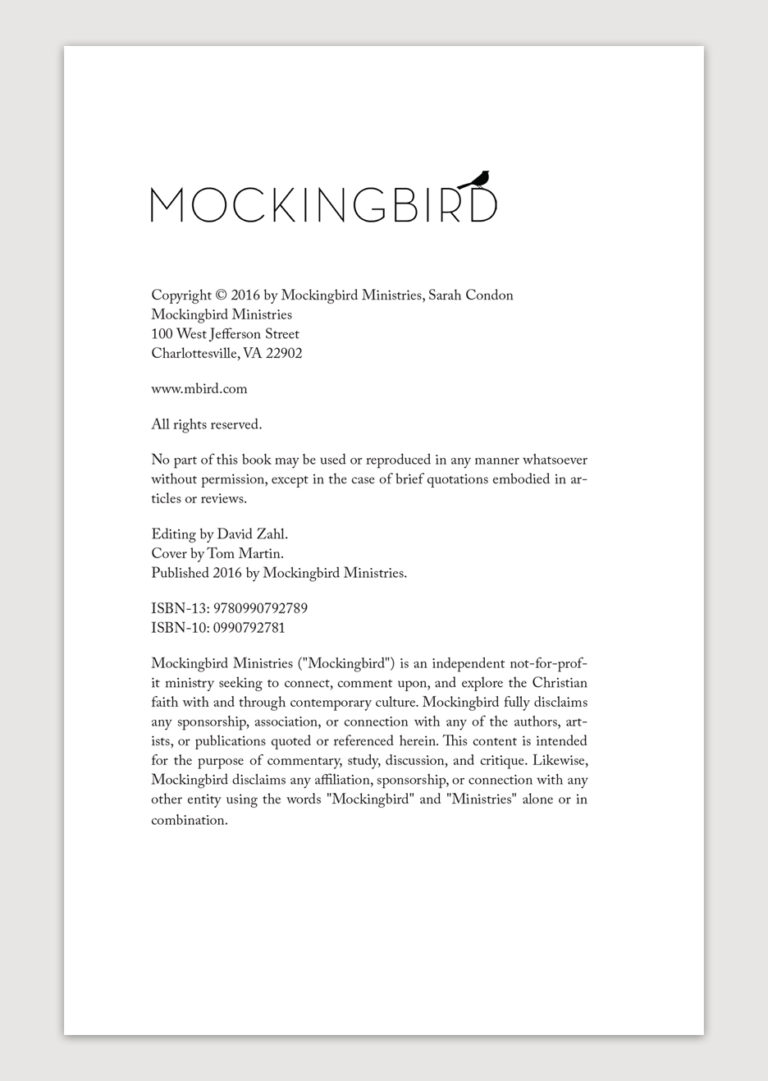 MOCKINGBIRD
Copyright © 2016 by Mockingbird Ministries, Sarah Condon
Mockingbird Ministries
100 West Jefferson Street
Charlottesville, VA 22902
www.mbird.com
All rights reserved.
No part of this book may be used or reproduced in any manner whatsoever
without permission, except in the case of brief quotations embodied in ar-
ticles or reviews.
Editing by David Zahl.
Cover by Tom Martin.
Published 2016 by Mockingbird Ministries.
ISBN-13: 9780990792789
ISBN-10: 0990792781
Mockingbird Ministries ("Mockingbird") is an independent not-for-prof-
it ministry seeking to connect, comment upon, and explore the Christian
faith with and through contemporary culture. Mockingbird fully disclaims
any sponsorship, association, or connection with any of the authors, art-
ists, or publications quoted or referenced herein. This content is intended
for the purpose of commentary, study, discussion, and critique. Likewise,
Mockingbird disclaims any affiliation, sponsorship, or connection with any
other entity using the words "Mockingbird" and "Ministries" alone or in
combination.